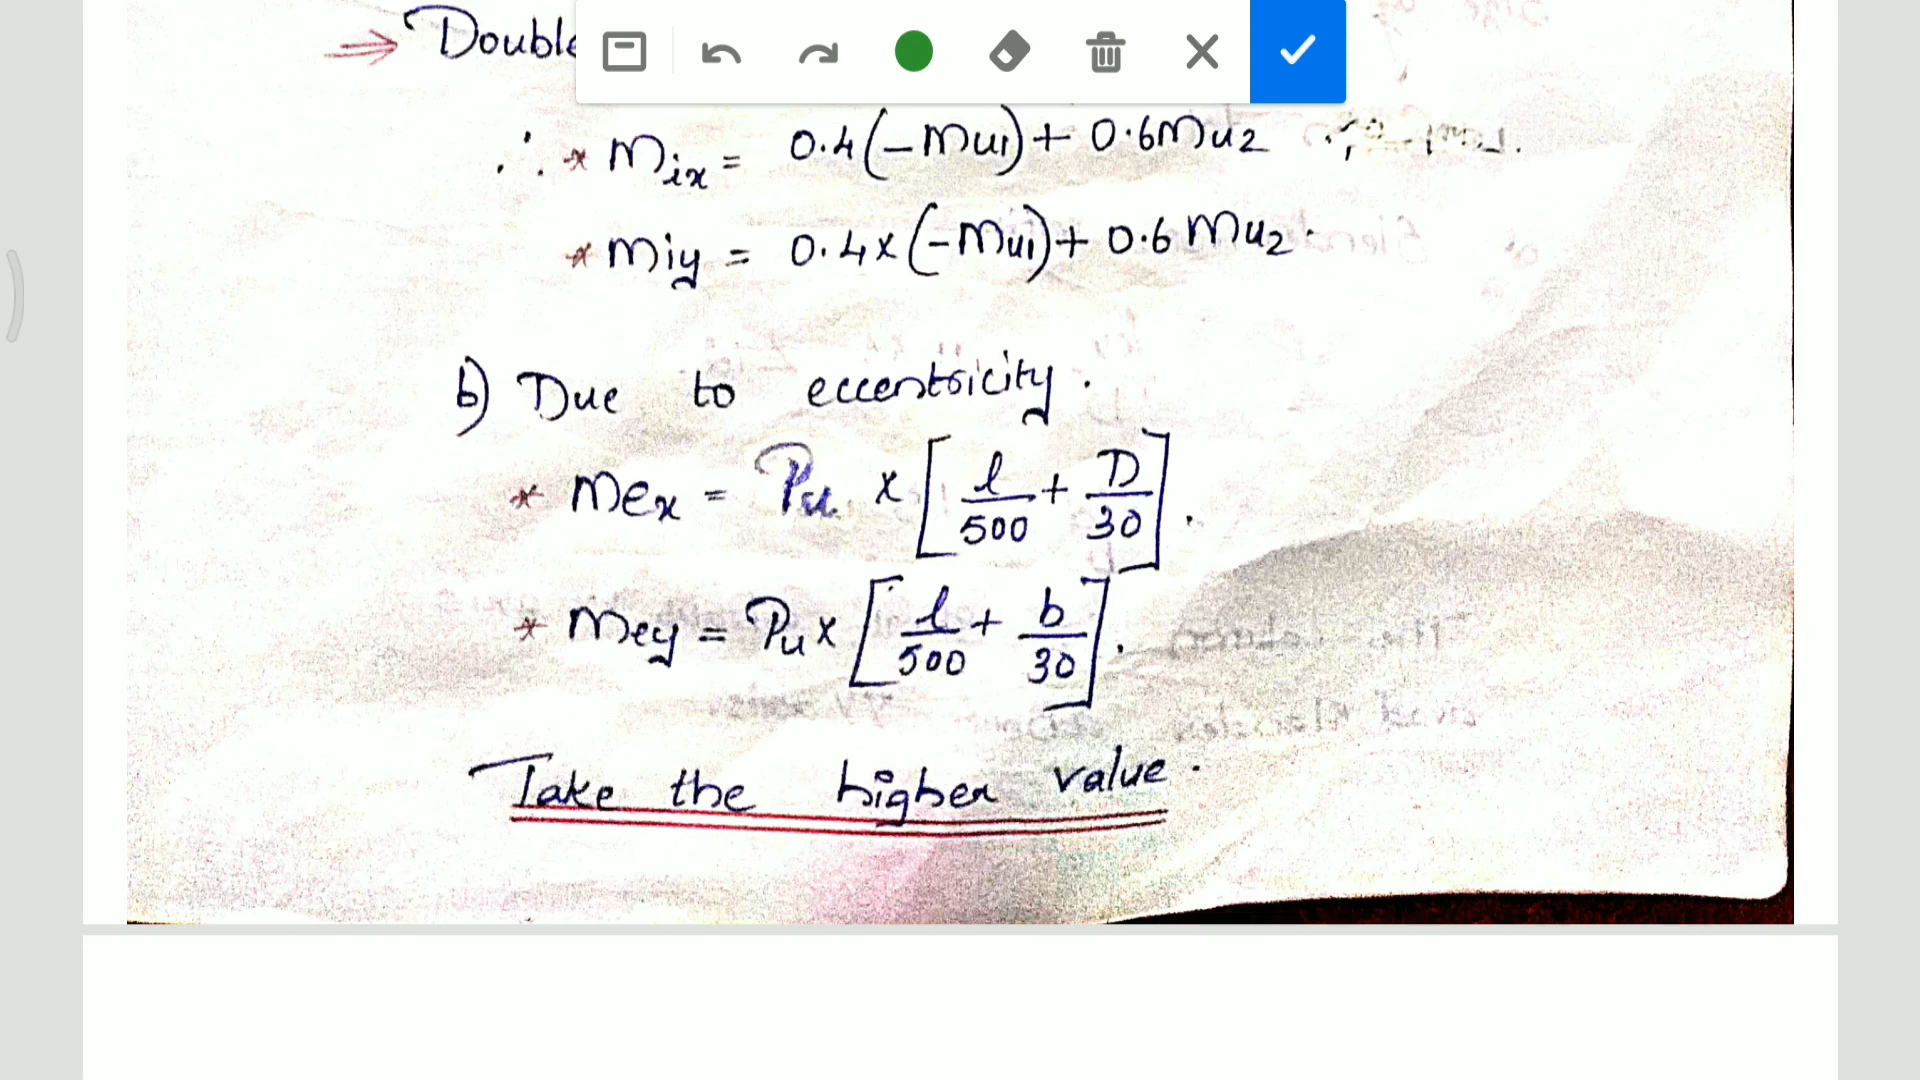 ⇒ Double
∴ * Mix = 0.4(-Mu1) + 0.6Mu2
* Miy = 0.4x(-Mu1) + 0.6 Mu2.
b) Due to eccentricity.
* Mex = Pu x [l/500 + D/30].
* Mey = Pu x [l/500 + b/30].
Take the higher value.